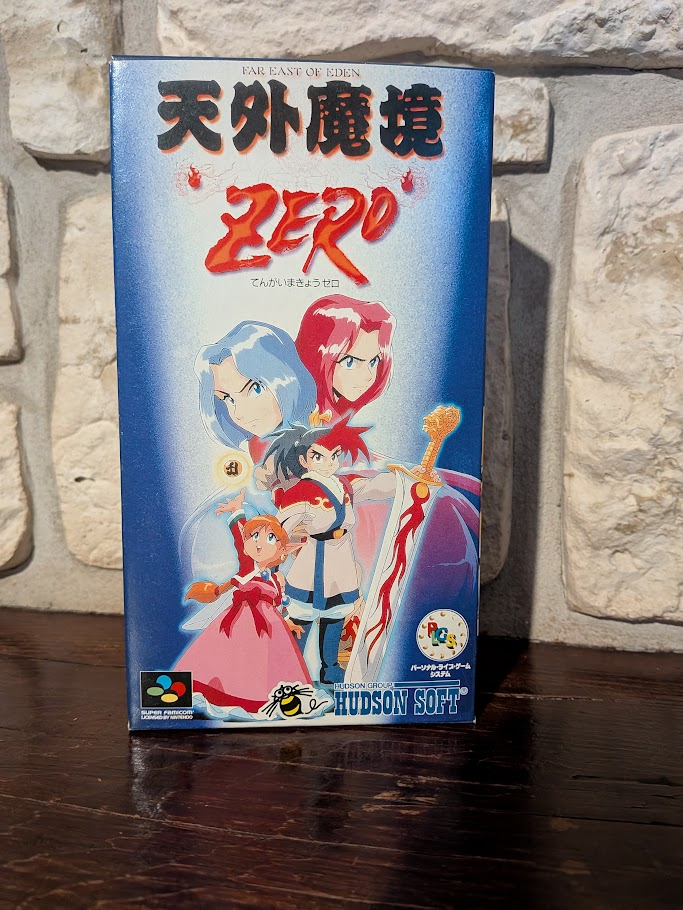 FAR EAST OF EDEN
天外魔境
ZERO
てんがいまきょうゼロ
PLGS
パーソナル・ライブ・ゲーム
システム
SUPER FAMICOM
LICENSED BY NINTENDO
HUDSON GROUP
HUDSON SOFT®